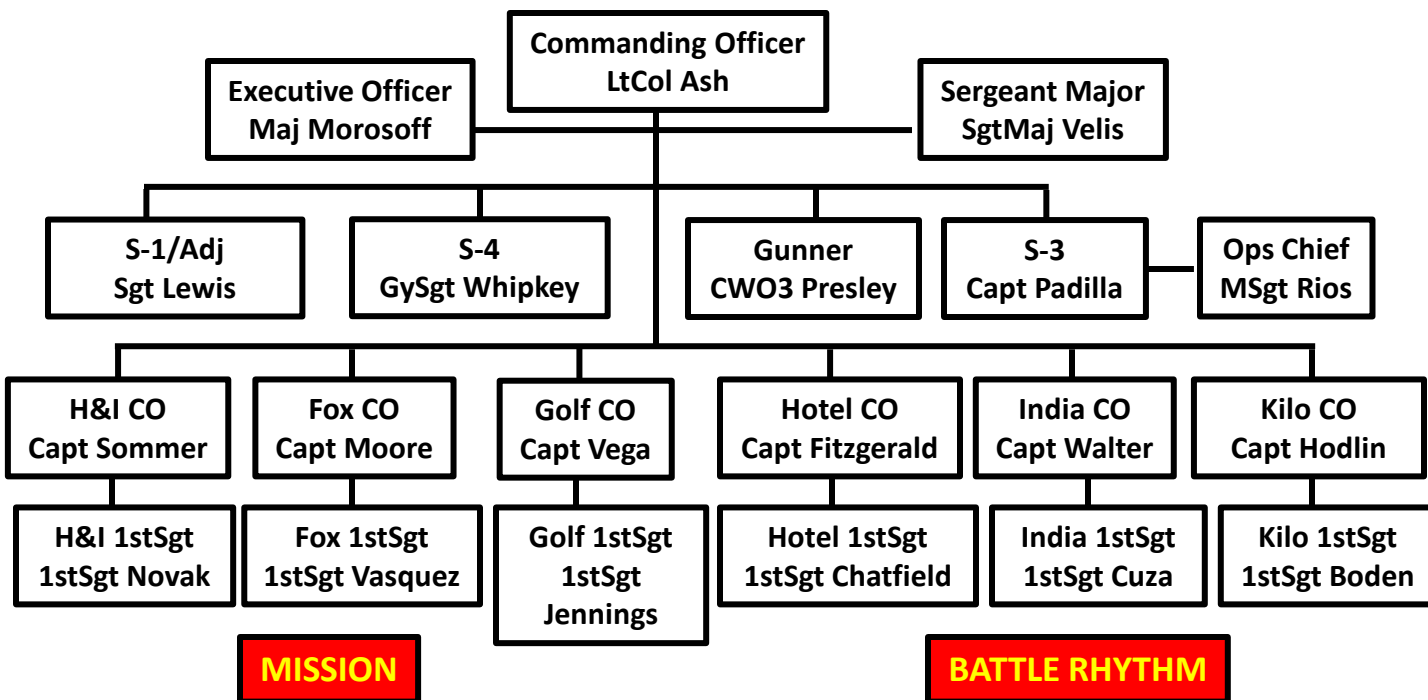 Commanding Officer
LtCol Ash
Executive Officer
Maj Morosoff
Sergeant Major
SgtMaj Velis
S-1/Adj
Sgt Lewis
S-4
GySgt Whipkey
Gunner
CWO3 Presley
S-3
Capt Padilla
Ops Chief
MSgt Rios
H&I CO
Capt Sommer
Fox CO
Capt Moore
Golf CO
Capt Vega
Hotel CO
Capt Fitzgerald
India CO
Capt Walter
Kilo CO
Capt Hodlin
H&I 1stSgt
1stSgt Novak
Fox 1stSgt
1stSgt Vasquez
Golf 1stSgt
1stSgt
Jennings
Hotel 1stSgt
1stSgt Chatfield
India 1stSgt
1stSgt Cuza
Kilo 1stSgt
1stSgt Boden
MISSION
BATTLE RHYTHM